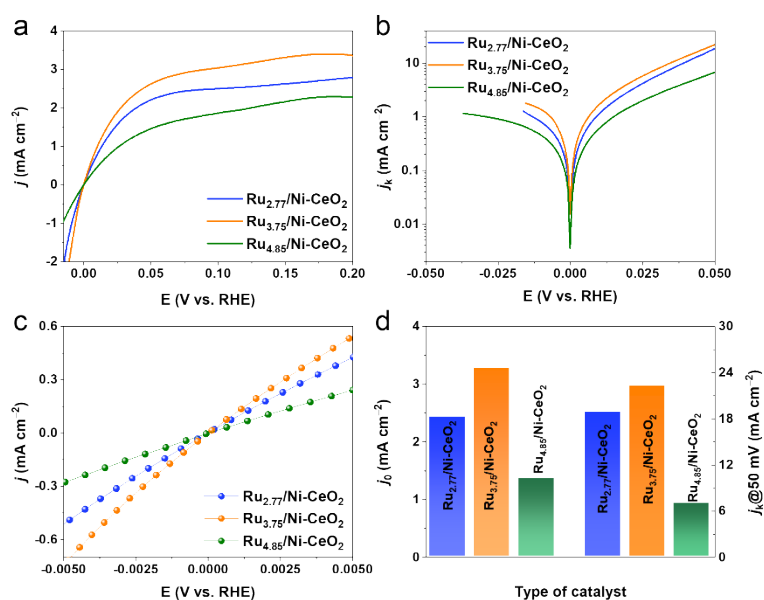 a
4
3
2
1
0
-1
-2
j (mA cm⁻²)
Ru₂.₇₇/Ni-CeO₂
Ru₃.₇₅/Ni-CeO₂
Ru₄.₈₅/Ni-CeO₂
0.00 0.05 0.10 0.15 0.20
E (V vs. RHE)
b
10
1
0.1
0.01
jₖ (mA cm⁻²)
Ru₂.₇₇/Ni-CeO₂
Ru₃.₇₅/Ni-CeO₂
Ru₄.₈₅/Ni-CeO₂
-0.050 -0.025 0.000 0.025 0.050
E (V vs. RHE)
c
0.6
0.3
0.0
-0.3
-0.6
j (mA cm⁻²)
Ru₂.₇₇/Ni-CeO₂
Ru₃.₇₅/Ni-CeO₂
Ru₄.₈₅/Ni-CeO₂
-0.0050 -0.0025 0.0000 0.0025 0.0050
E (V vs. RHE)
d
4
3
2
1
0
j₀ (mA cm⁻²)
Ru₂.₇₇/Ni-CeO₂
Ru₃.₇₅/Ni-CeO₂
Ru₄.₈₅/Ni-CeO₂
Ru₂.₇₇/Ni-CeO₂
Ru₃.₇₅/Ni-CeO₂
Ru₄.₈₅/Ni-CeO₂
30
24
18
12
6
0
jₖ@50 mV (mA cm⁻²)
Type of catalyst